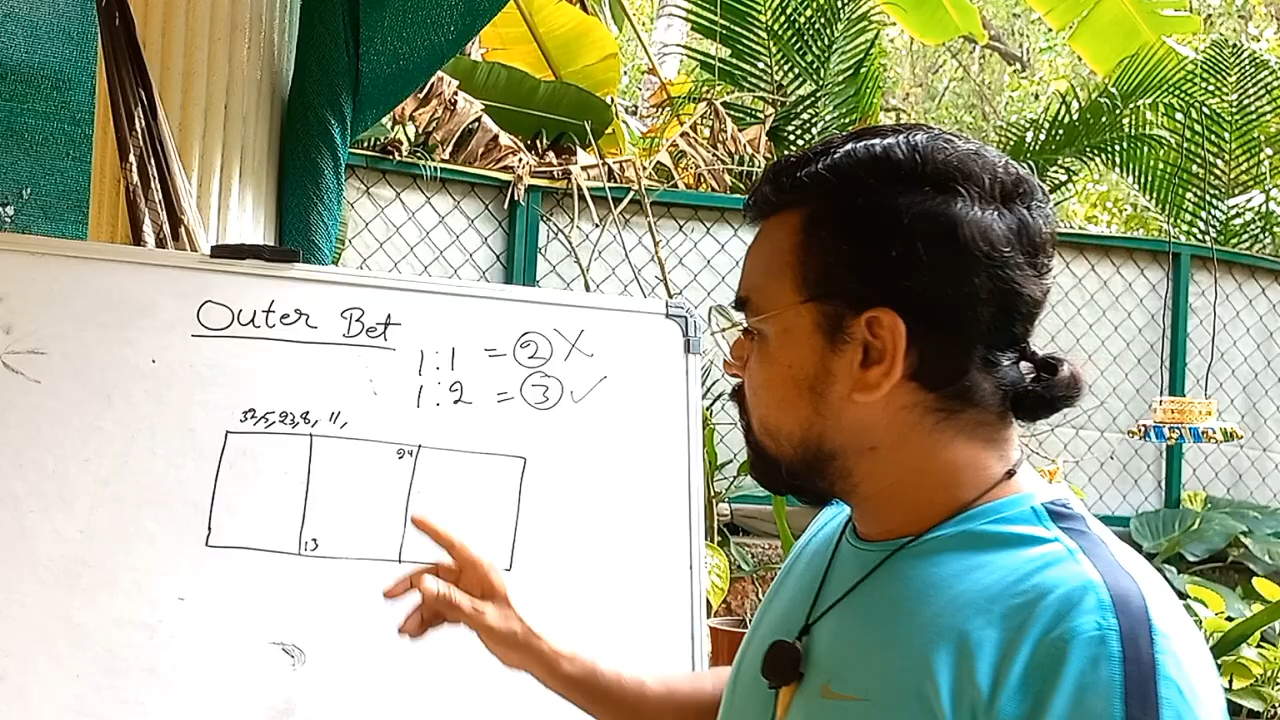 Outer Bet
1:1 = 2 X
1:2 = 3 ✓
32,5,23,8, 11,
24
13